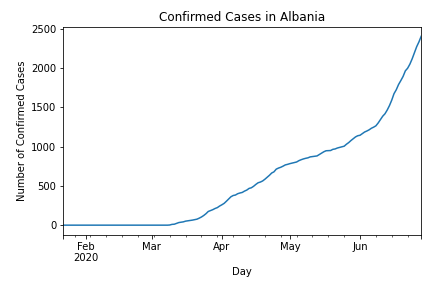 Confirmed Cases in Albania
Number of Confirmed Cases
2500
2000
1500
1000
500
0
Feb
2020
Mar
Apr
May
Jun
Day